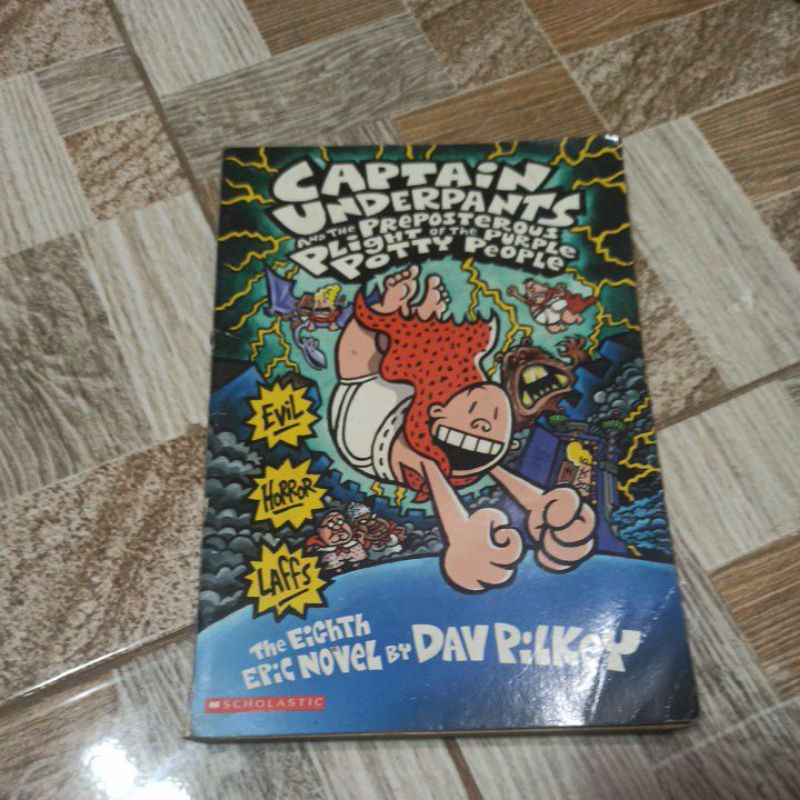 CAPTAIN
UNDERPANTS
AND THE PREPOSTEROUS
PLIGHT OF THE PURPLE
POTTY PEOPLE
EVIL
HORROR
LAFFS
THE EIGHTH
EPIC NOVEL BY DAV PILKEY
SCHOLASTIC